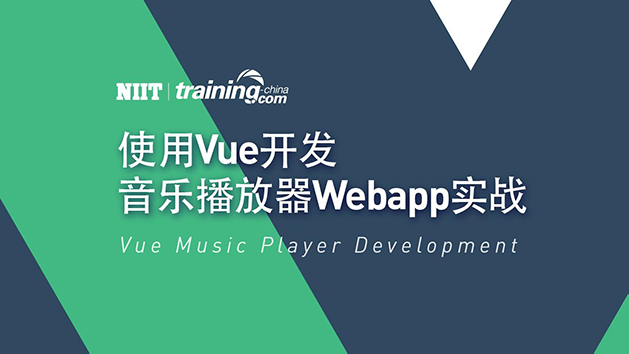 NIIT training-china.com
使用Vue开发
音乐播放器Webapp实战
Vue Music Player Development